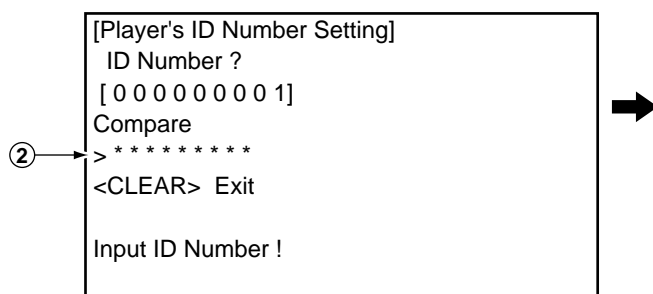 [Player's ID Number Setting]
ID Number ?
[ 0 0 0 0 0 0 0 0 1]
Compare
② > * * * * * * * * *
<CLEAR> Exit
Input ID Number !